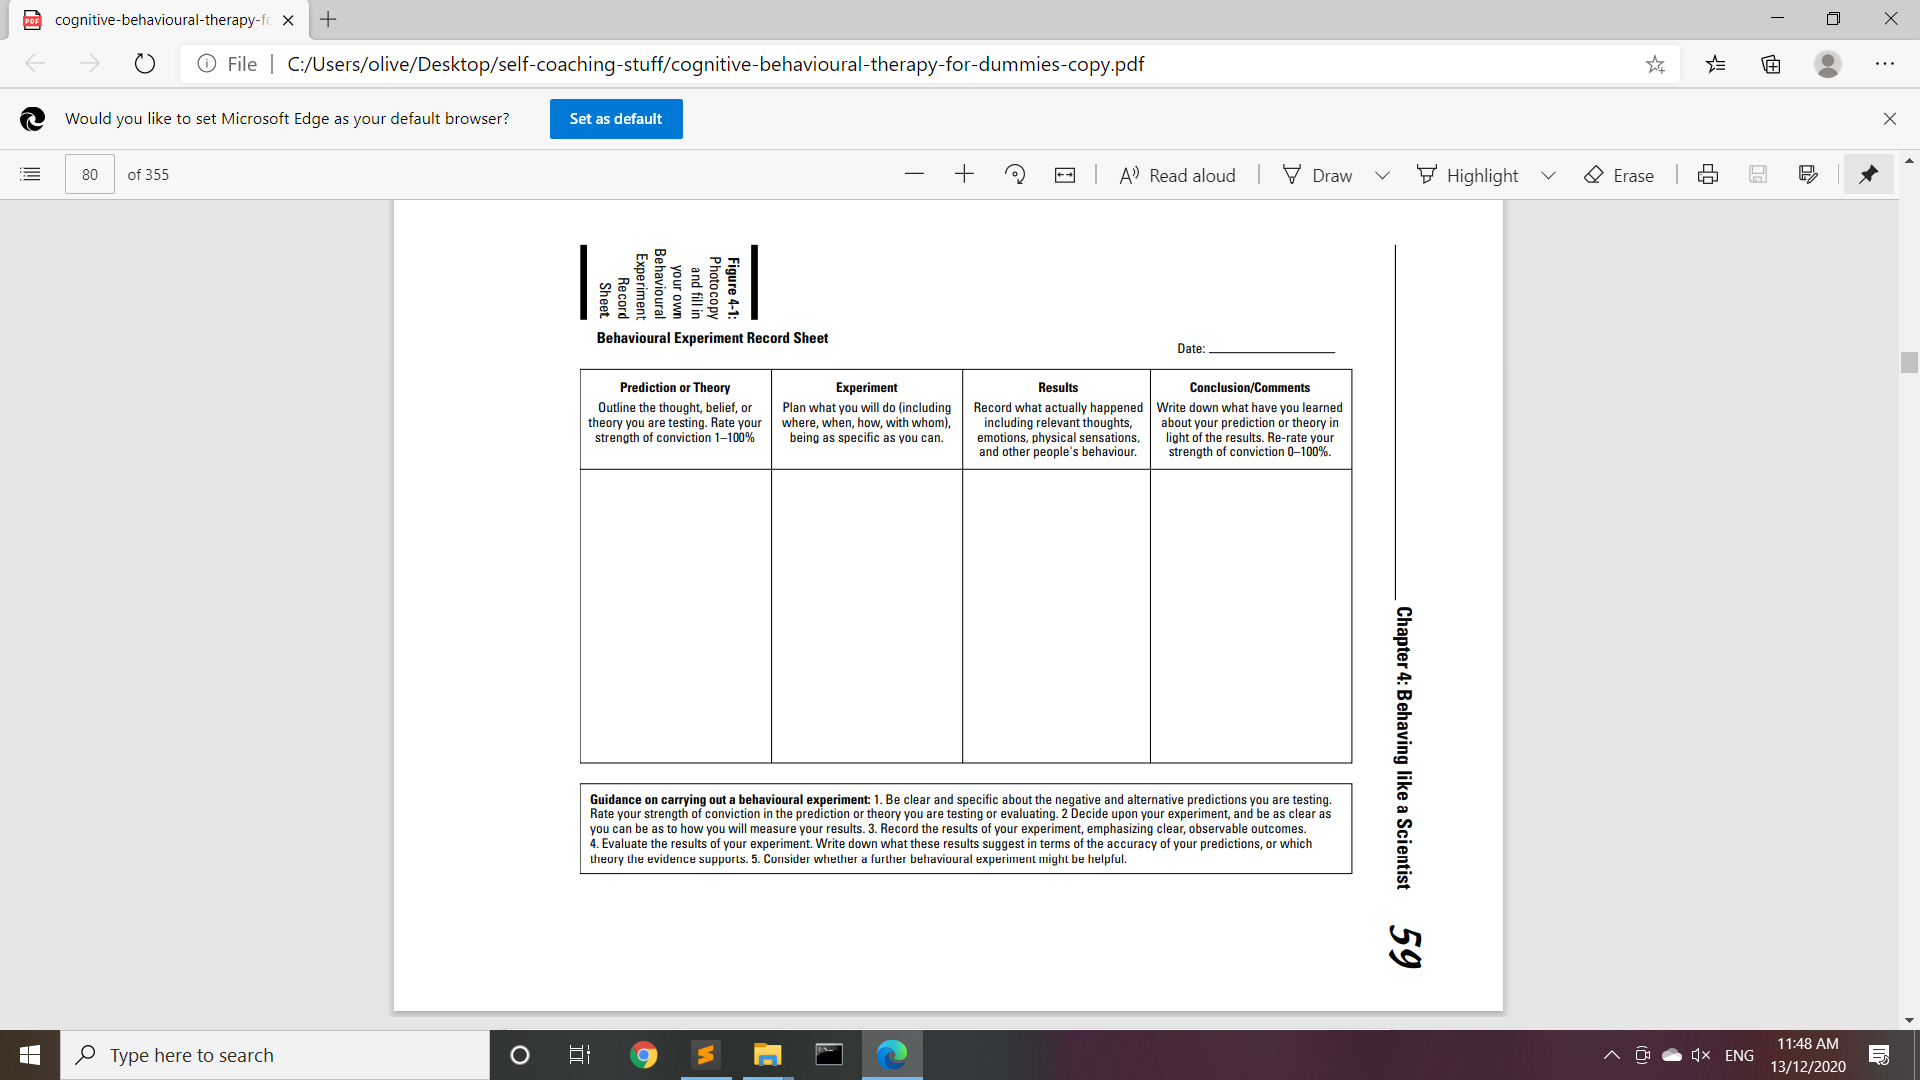 cognitive-behavioural-therapy-fo
File
C:/Users/olive/Desktop/self-coaching-stuff/cognitive-behavioural-therapy-for-dummies-copy.pdf
Would you like to set Microsoft Edge as your default browser?
Set as default
80
of 355
Read aloud
Draw
Highlight
Erase
Figure 4-1:
Photocopy
and fill in
your own
Behavioural
Experiment
Record
Sheet.
Behavioural Experiment Record Sheet
Date:
Prediction or Theory
Outline the thought, belief, or
theory you are testing. Rate your
strength of conviction 1–100%
Experiment
Plan what you will do (including
where, when, how, with whom),
being as specific as you can.
Results
Record what actually happened
including relevant thoughts,
emotions, physical sensations,
and other people's behaviour.
Conclusion/Comments
Write down what have you learned
about your prediction or theory in
light of the results. Re-rate your
strength of conviction 0–100%.
Guidance on carrying out a behavioural experiment: 1. Be clear and specific about the negative and alternative predictions you are testing.
Rate your strength of conviction in the prediction or theory you are testing or evaluating. 2 Decide upon your experiment, and be as clear as
you can be as to how you will measure your results. 3. Record the results of your experiment, emphasizing clear, observable outcomes.
4. Evaluate the results of your experiment. Write down what these results suggest in terms of the accuracy of your predictions, or which
theory the evidence supports. 5. Consider whether a further behavioural experiment might be helpful.
Chapter 4: Behaving like a Scientist
59
Type here to search
ENG
11:48 AM
13/12/2020